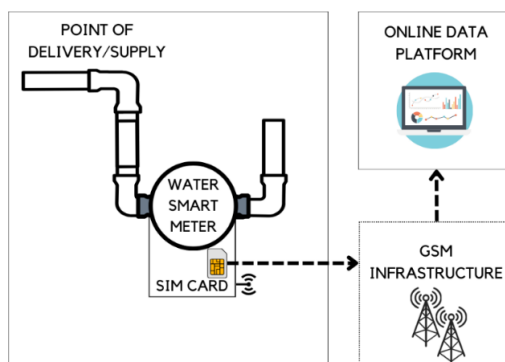 POINT OF
DELIVERY/SUPPLY
WATER
SMART
METER
SIM CARD
ONLINE DATA
PLATFORM
GSM
INFRASTRUCTURE